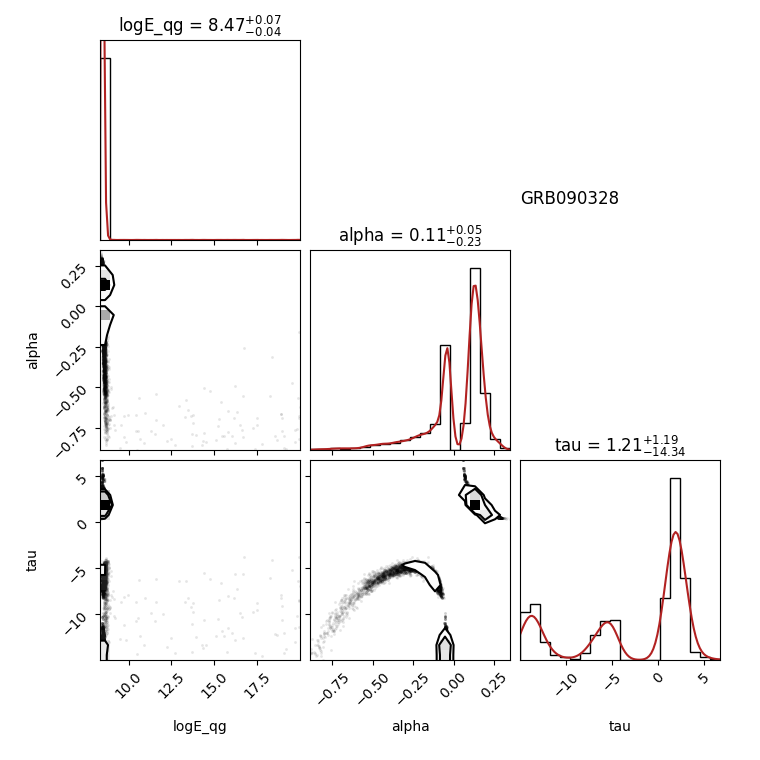 logE_qg = 8.47 +0.07 −0.04
GRB090328
alpha = 0.11 +0.05 −0.23
0.25
0.00
−0.25
−0.50
−0.75
alpha
tau = 1.21 +1.19 −14.34
5
0
−5
−10
tau
10.0 12.5 15.0 17.5
−0.75 −0.50 −0.25 0.00 0.25
−10 −5 0 5
logE_qg alpha tau